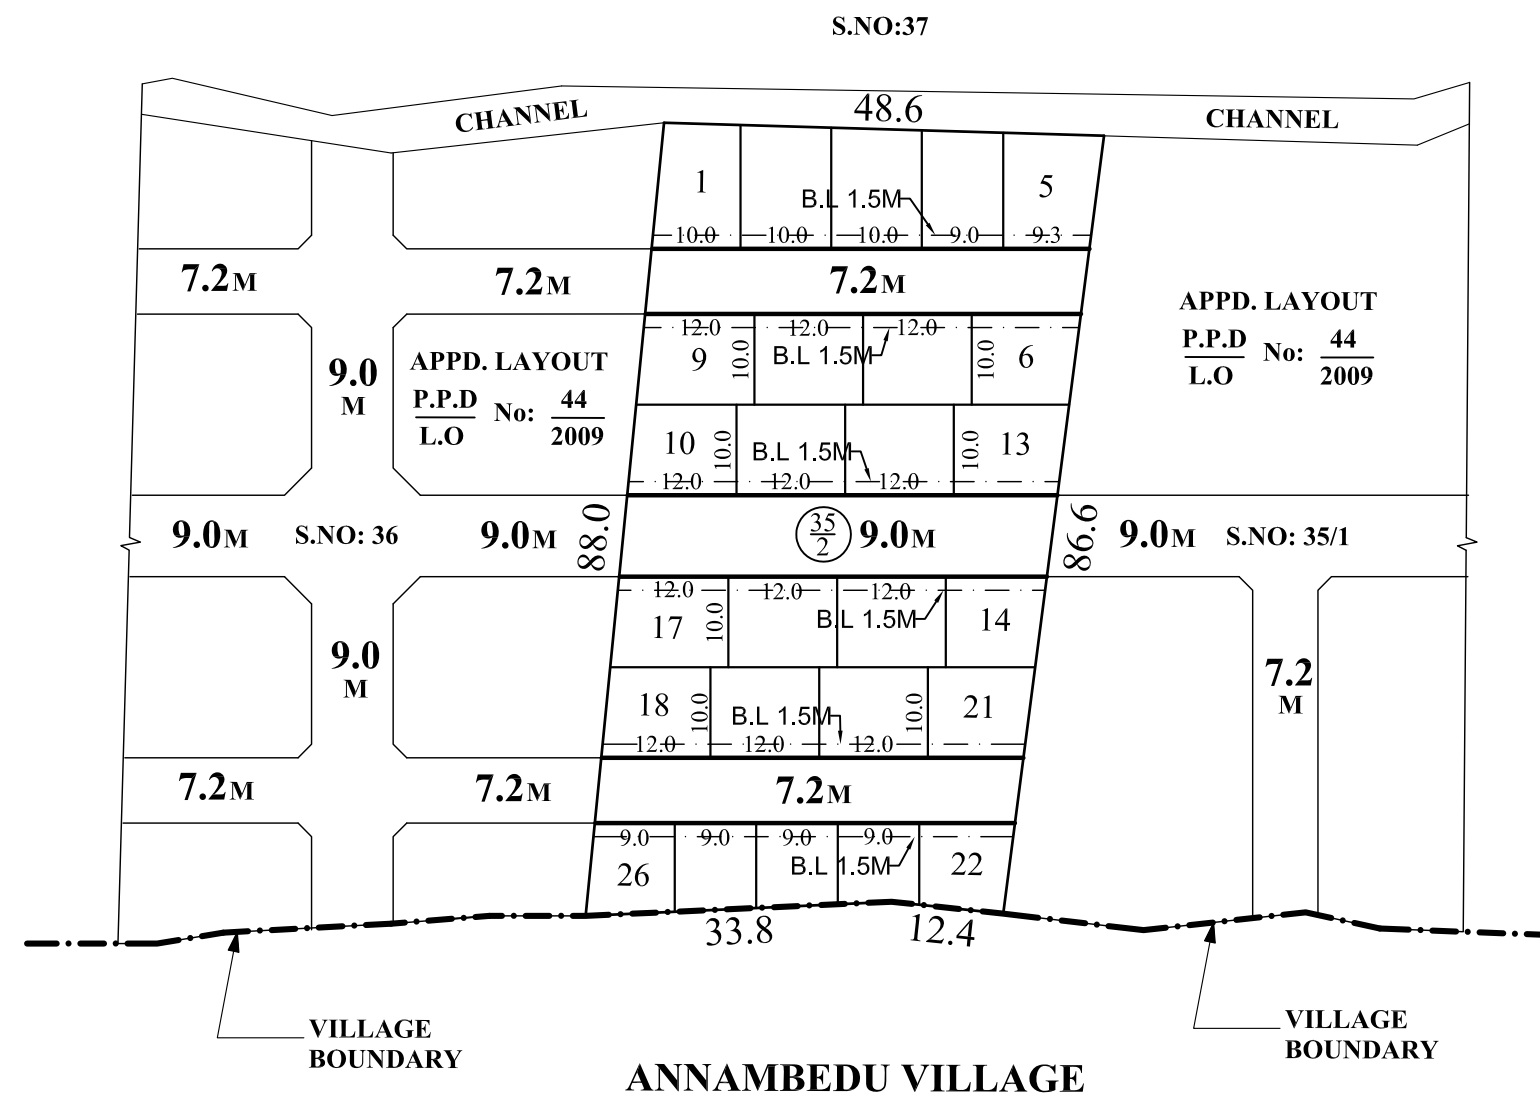 S.NO:37
CHANNEL
48.6
CHANNEL
1
5
B.L 1.5M
10.0
10.0
10.0
9.0
9.3
7.2M
7.2M
7.2M
APPD. LAYOUT
P.P.D
L.O
No:
44
2009
12.0
12.0
12.0
9
10.0
B.L 1.5M
10.0
6
9.0
M
APPD. LAYOUT
P.P.D
L.O
No:
44
2009
10
10.0
B.L 1.5M
10.0
13
12.0
12.0
12.0
9.0M
S.NO: 36
9.0M
88.0
35
2
9.0M
86.6
9.0M
S.NO: 35/1
12.0
12.0
12.0
17
10.0
B.L 1.5M
14
9.0
M
7.2
M
18
10.0
B.L 1.5M
10.0
21
12.0
12.0
12.0
7.2M
7.2M
7.2M
9.0
9.0
9.0
9.0
26
B.L 1.5M
22
33.8
12.4
VILLAGE
BOUNDARY
VILLAGE
BOUNDARY
ANNAMBEDU VILLAGE